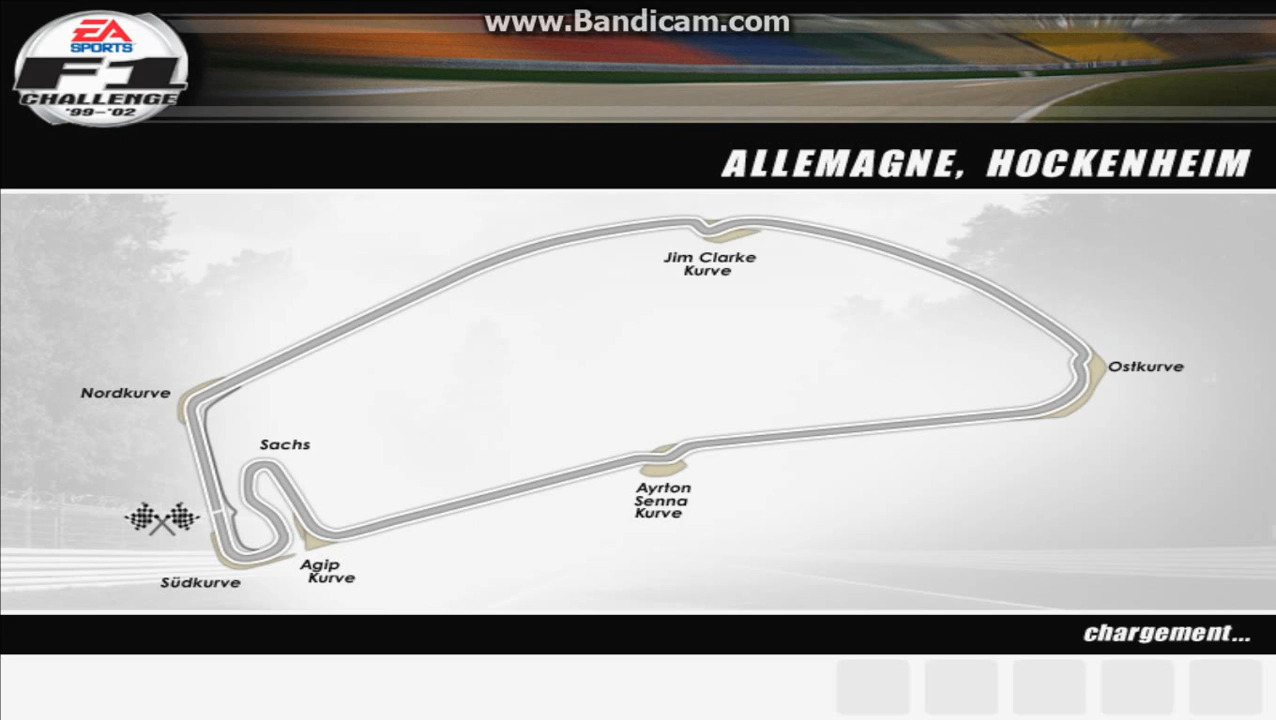 www.Bandicam.com
EA
SPORTS
F1
CHALLENGE
'99-'02
ALLEMAGNE, HOCKENHEIM
Jim Clarke
Kurve
Ostkurve
Nordkurve
Sachs
Ayrton
Senna
Kurve
Agip
Kurve
Südkurve
chargement...